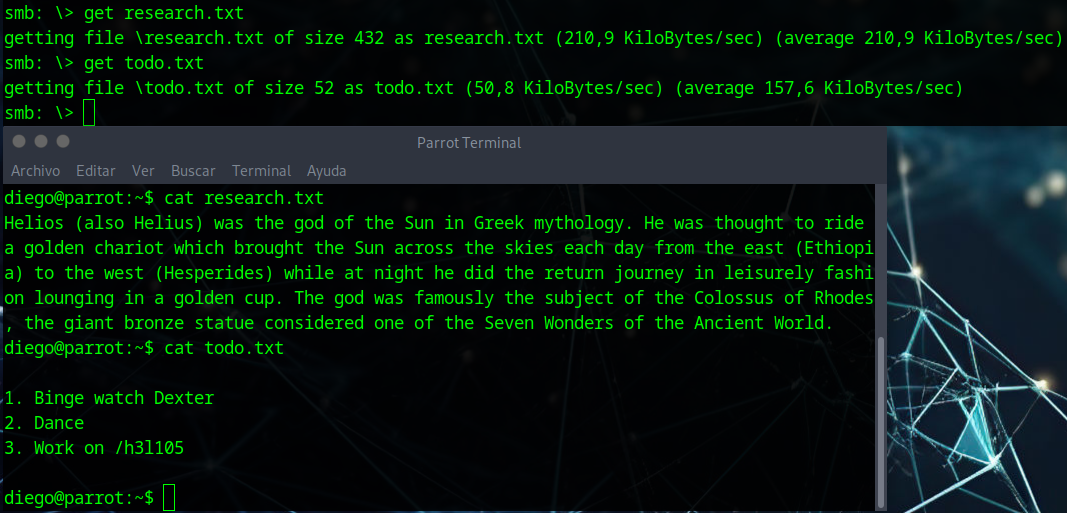 smb: \> get research.txt
getting file \research.txt of size 432 as research.txt (210,9 KiloBytes/sec) (average 210,9 KiloBytes/sec)
smb: \> get todo.txt
getting file \todo.txt of size 52 as todo.txt (50,8 KiloBytes/sec) (average 157,6 KiloBytes/sec)
smb: \>
Parrot Terminal
Archivo Editar Ver Buscar Terminal Ayuda
diego@parrot:~$ cat research.txt
Helios (also Helius) was the god of the Sun in Greek mythology. He was thought to ride
a golden chariot which brought the Sun across the skies each day from the east (Ethiopi
a) to the west (Hesperides) while at night he did the return journey in leisurely fashi
on lounging in a golden cup. The god was famously the subject of the Colossus of Rhodes
, the giant bronze statue considered one of the Seven Wonders of the Ancient World.
diego@parrot:~$ cat todo.txt
1. Binge watch Dexter
2. Dance
3. Work on /h3l105
diego@parrot:~$